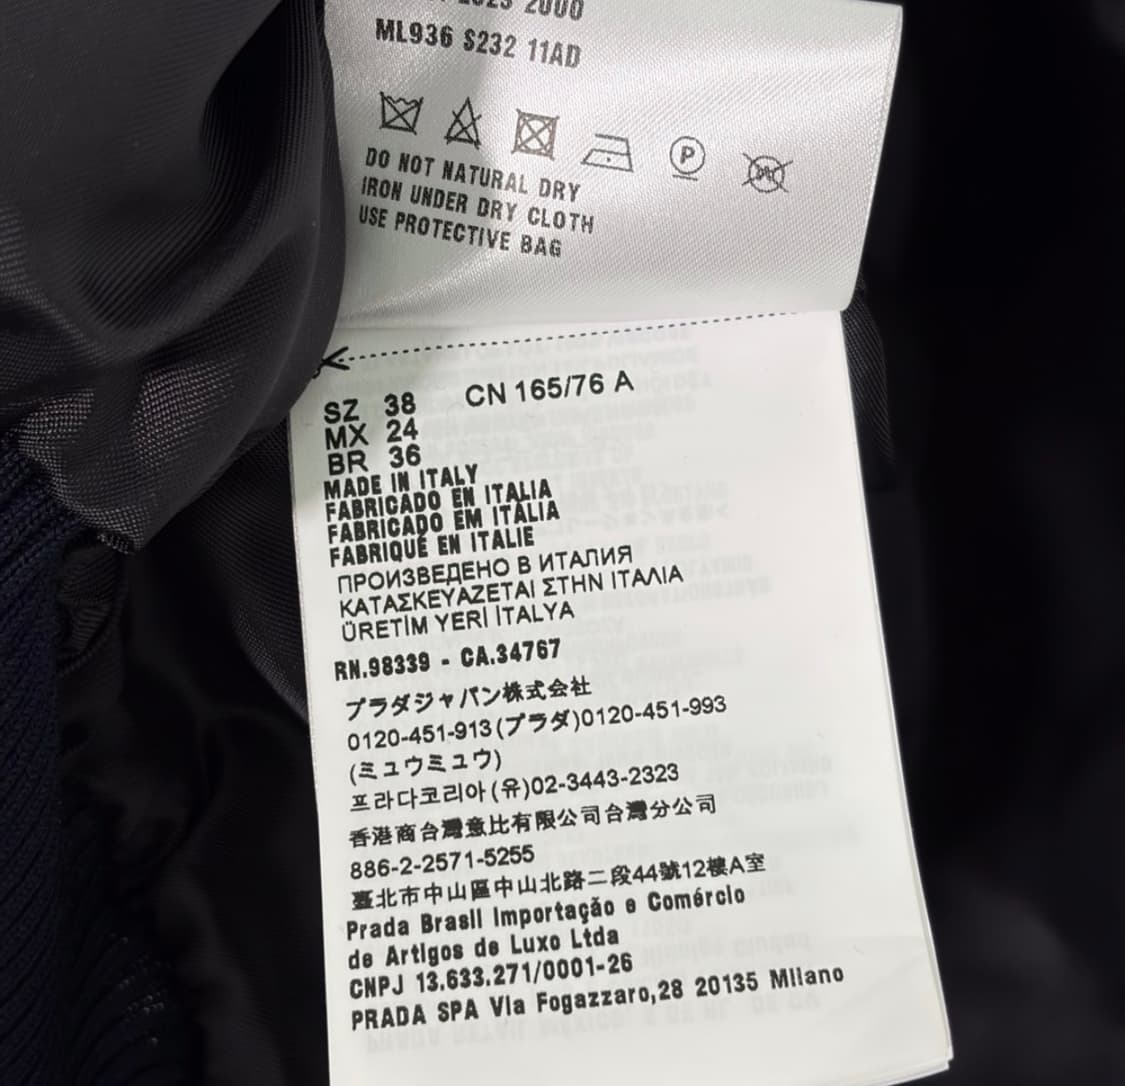 2023 2000
ML936 S232 11AD
P
DO NOT NATURAL DRY
IRON UNDER DRY CLOTH
USE PROTECTIVE BAG
SZ 38 CN 165/76 A
MX 24
BR 36
MADE IN ITALY
FABRICADO EN ITALIA
FABRICADO EM ITÁLIA
FABRIQUÉ EN ITALIE
ПРОИЗВЕДЕНО В ИТАЛИЯ
ΚΑΤΑΣΚΕΥΑΖΕΤΑΙ ΣΤΗΝ ΙΤΑΛΙΑ
ÜRETİM YERİ İTALYA
RN.98339 - CA.34767
プラダジャパン株式会社
0120-451-913(プラダ)0120-451-993
(ミュウミュウ)
프라다코리아(유)02-3443-2323
香港商台灣意比有限公司台灣分公司
886-2-2571-5255
臺北市中山區中山北路二段44號12樓A室
Prada Brasil Importação e Comércio
de Artigos de Luxo Ltda
CNPJ 13.633.271/0001-26
PRADA SPA Via Fogazzaro,28 20135 Milano